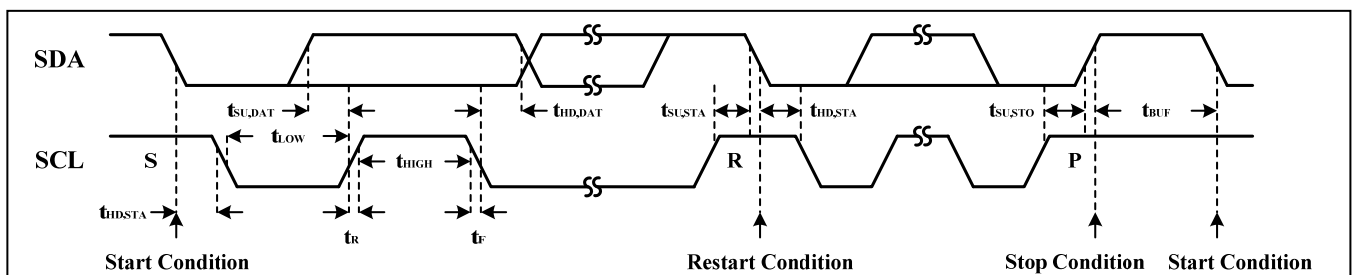 SDA
tSU,DAT
tHD,DAT
tSU,STA
tHD,STA
tSU,STO
tBUF
tLOW
SCL
S
tHIGH
R
P
tHD,STA
tR
tF
Start Condition
Restart Condition
Stop Condition
Start Condition